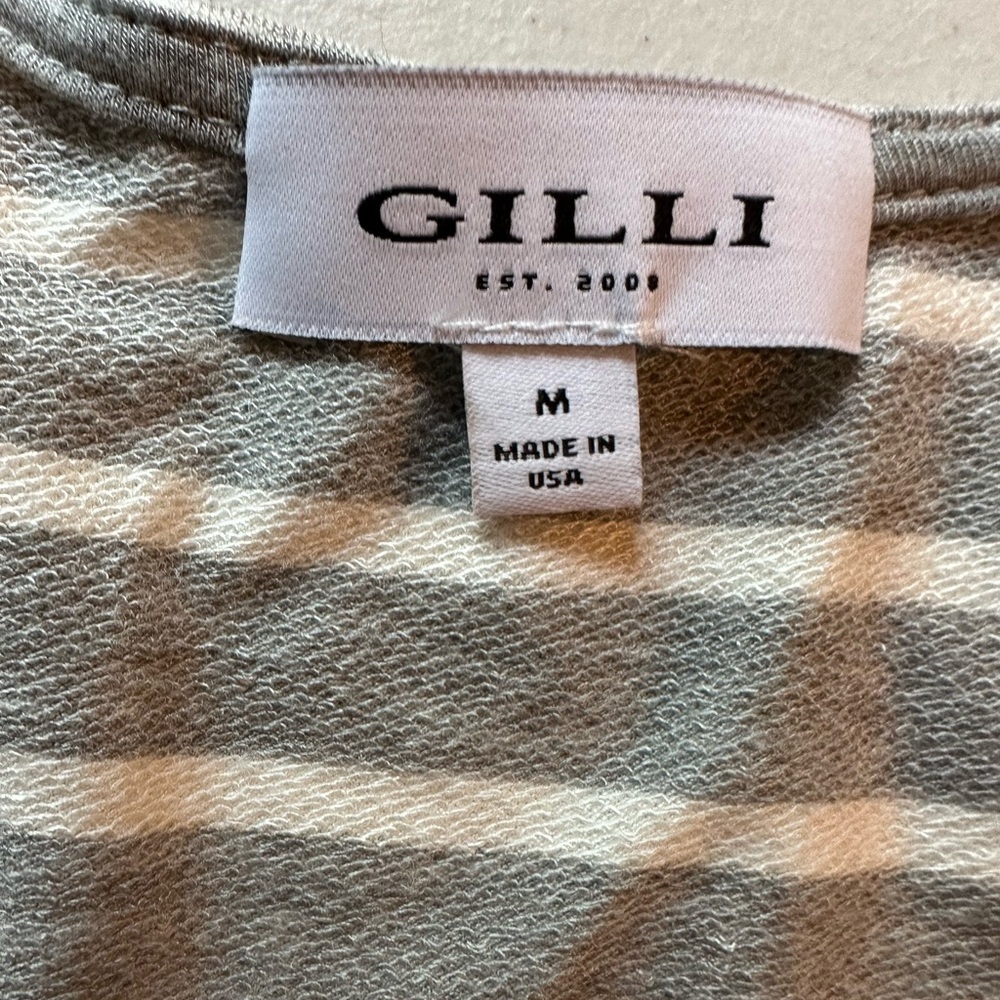 GILLI
EST. 2008
M
MADE IN
USA